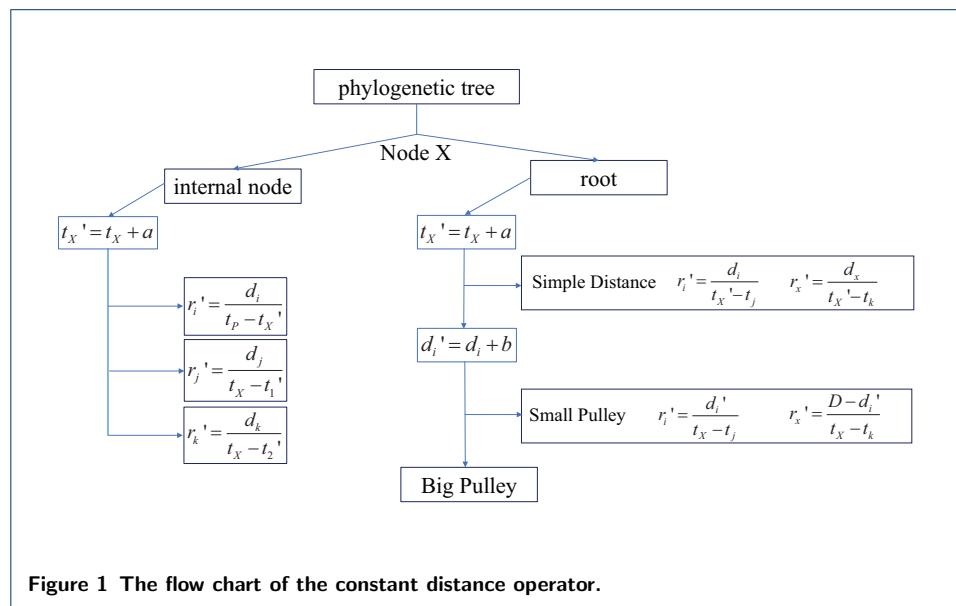 phylogenetic tree
Node X
internal node
root
t_X' = t_X + a
r_i' = d_i / (t_P − t_X')
r_j' = d_j / (t_X − t_1')
r_k' = d_k / (t_X − t_2')
t_X' = t_X + a
Simple Distance r_i' = d_i / (t_X' − t_j) r_x' = d_x / (t_X' − t_k)
d_i' = d_i + b
Small Pulley r_i' = d_i' / (t_X − t_j) r_x' = (D − d_i') / (t_X − t_k)
Big Pulley
Figure 1 The flow chart of the constant distance operator.